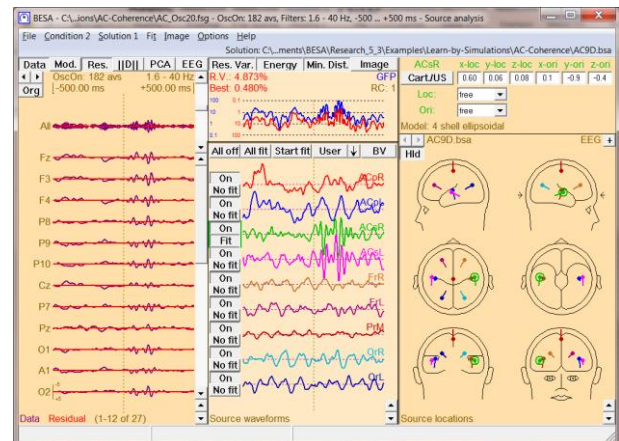 BESA - C:\...ions\AC-Coherence\AC_Osc20.fsg - OscOn: 182 avs, Filters: 1.6 - 40 Hz, -500 ... +500 ms - Source analysis
File Condition 2 Solution 1 Fit Image Options Help
Solution: C:\...ments\BESA\Research_5_3\Examples\Learn-by-Simulations\AC-Coherence\AC9D.bsa
Data Mod. Res. ||D|| PCA EEG
Org
OscOn: 182 avs 1.6 - 40 Hz
-500.00 ms +500.00 ms
All
Fz
F3
F4
P8
P9
P10
Cz
P7
Pz
O1
A1
O2
Data Residual (1-12 of 27)
Res. Var. Energy Min. Dist. Image
R.V.: 4.873% GFP
Best: 0.480% RC: 1
All off All fit Start fit User ↓ BV
On
No fit
ACpR
On
No fit
ACpL
On
Fit
ACsR
On
No fit
ACsL
On
No fit
FrR
On
No fit
FrL
On
No fit
PrM
On
No fit
OrR
On
No fit
OrL
Source waveforms
ACsR x-loc y-loc z-loc x-ori y-ori z-ori
Cart./US 0.60 0.06 0.08 0.1 -0.9 -0.4
Loc: free
Ori: free
Model: 4 shell ellipsoidal
AC9D.bsa EEG +
Hld
Source locations